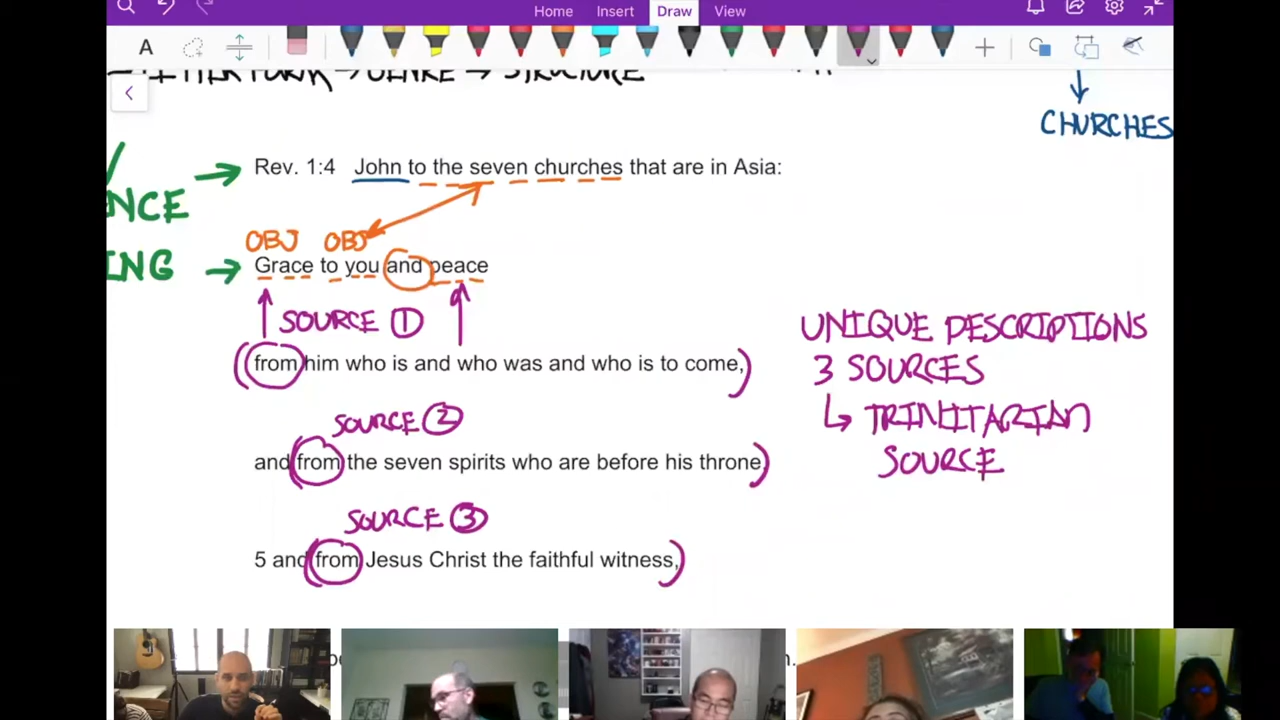 Home Insert Draw View
A
→ GENRE → STRUCTURE
CHURCHES
Rev. 1:4 John to the seven churches that are in Asia:
NCE
OBJ OBJ
ING
Grace to you and peace
SOURCE 1
UNIQUE DESCRIPTIONS
from him who is and who was and who is to come,
3 SOURCES
SOURCE 2
TRINITARIAN
and from the seven spirits who are before his throne,
SOURCE
SOURCE 3
5 and from Jesus Christ the faithful witness,